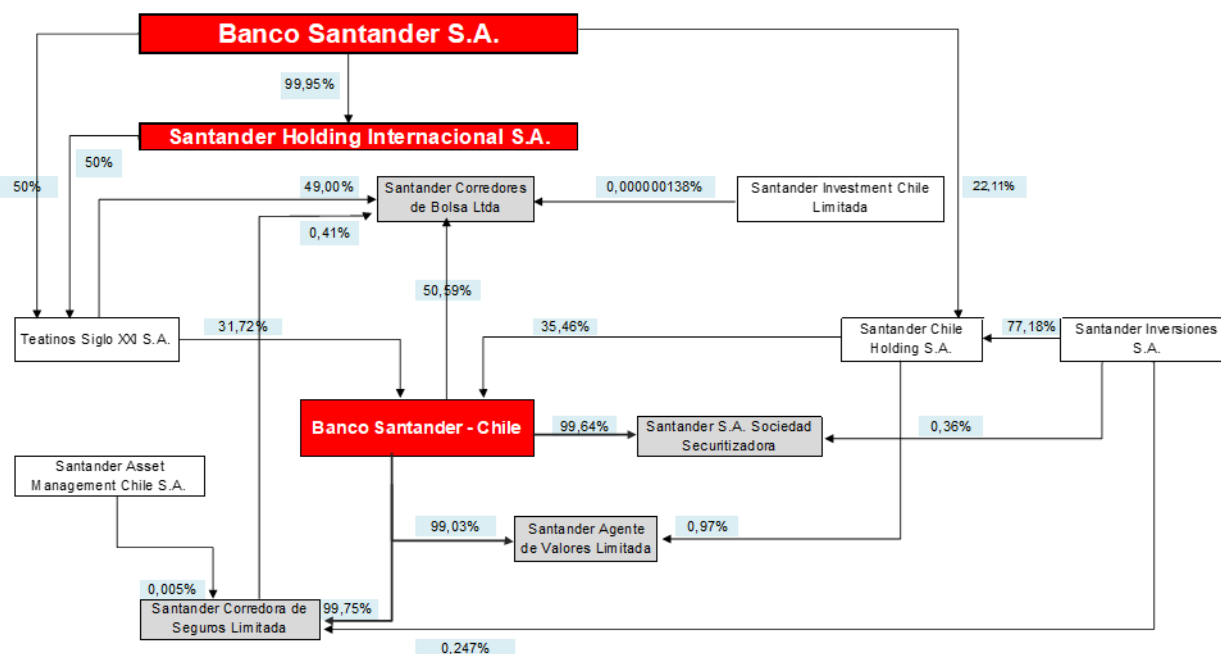 Banco Santander S.A.
99,95%
Santander Holding Internacional S.A.
50%
50%
49,00%
Santander Corredores
de Bolsa Ltda
0,000000138%
Santander Investment Chile
Limitada
22,11%
0,41%
50,59%
Teatinos Siglo XXI S.A.
31,72%
35,46%
Santander Chile
Holding S.A.
77,18%
Santander Inversiones
S.A.
Banco Santander - Chile
99,64%
Santander S.A. Sociedad
Securitizadora
0,36%
Santander Asset
Management Chile S.A.
99,03%
Santander Agente
de Valores Limitada
0,97%
0,005%
Santander Corredora de
Seguros Limitada
99,75%
0,247%